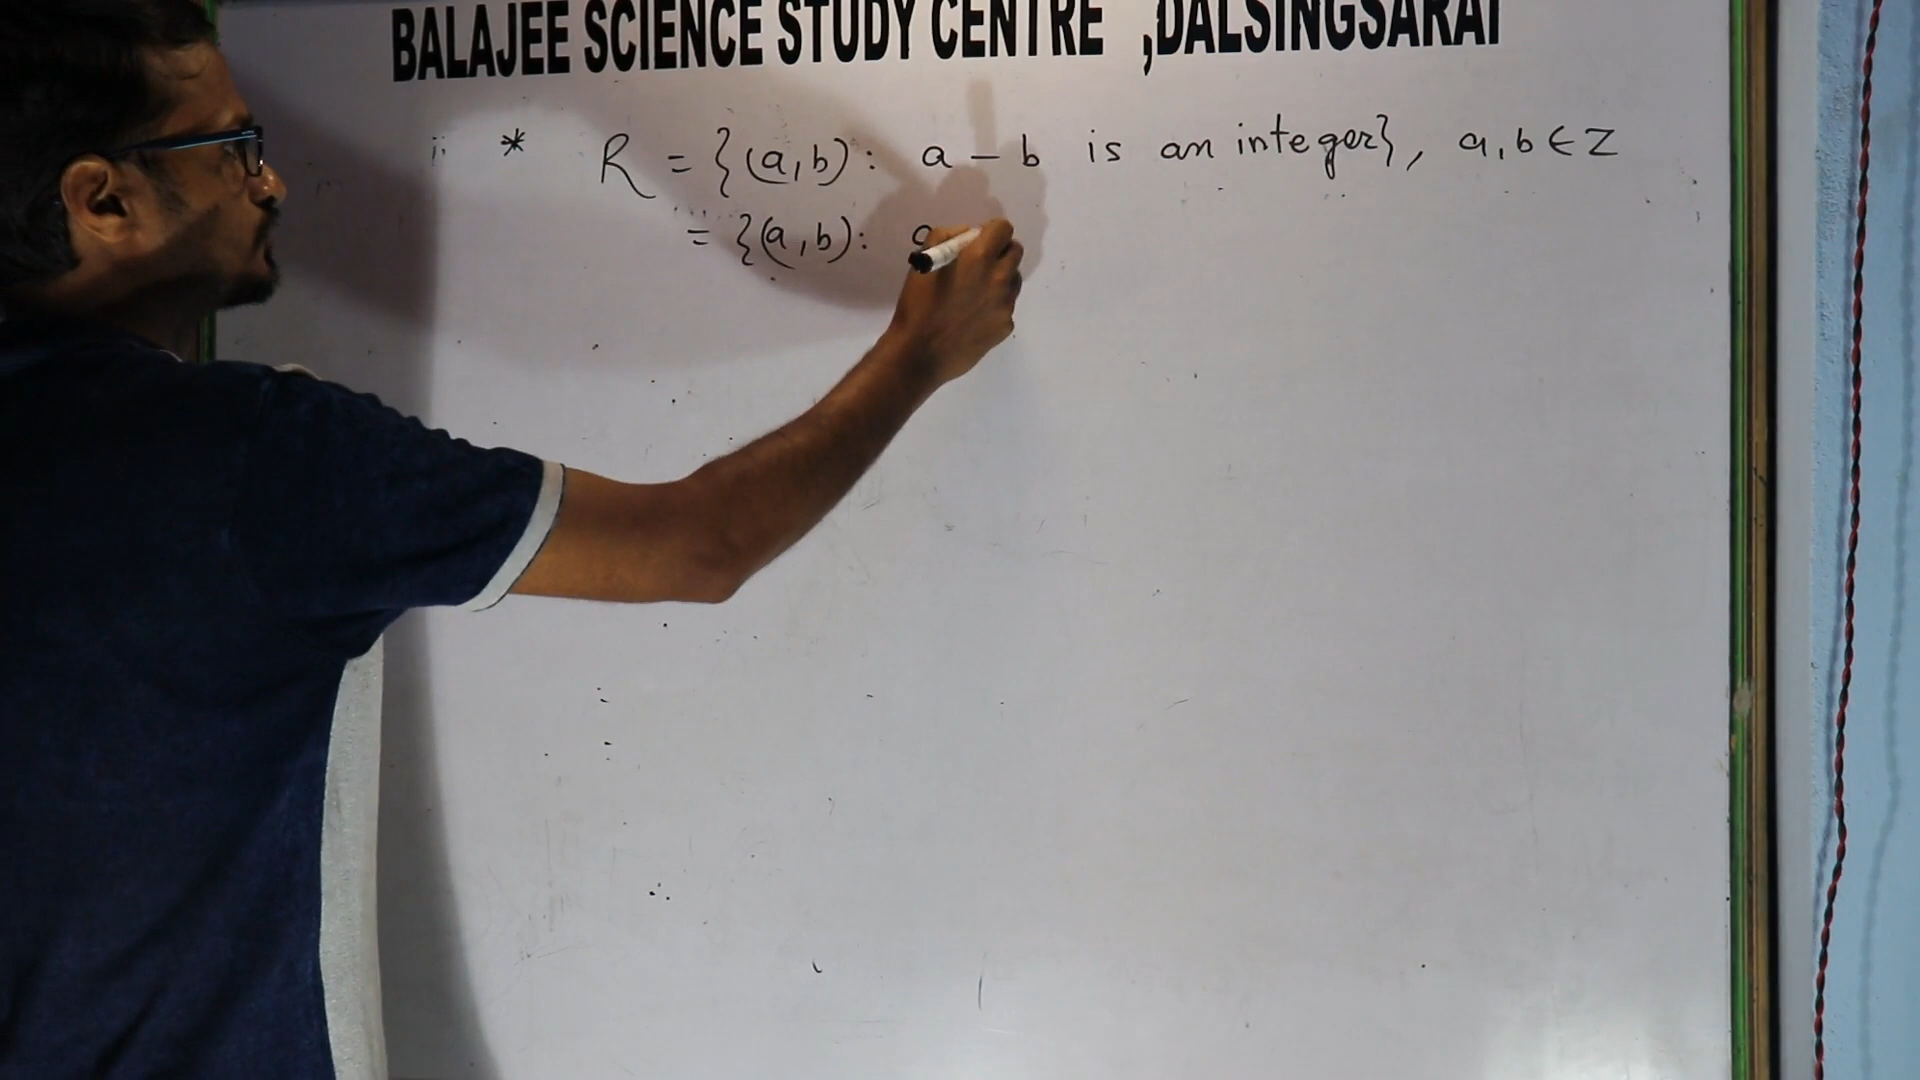 BALAJEE SCIENCE STUDY CENTRE ,DALSINGSARAI
* R = {(a,b): a - b is an integer}, a,b ∈ Z
= {(a,b): a